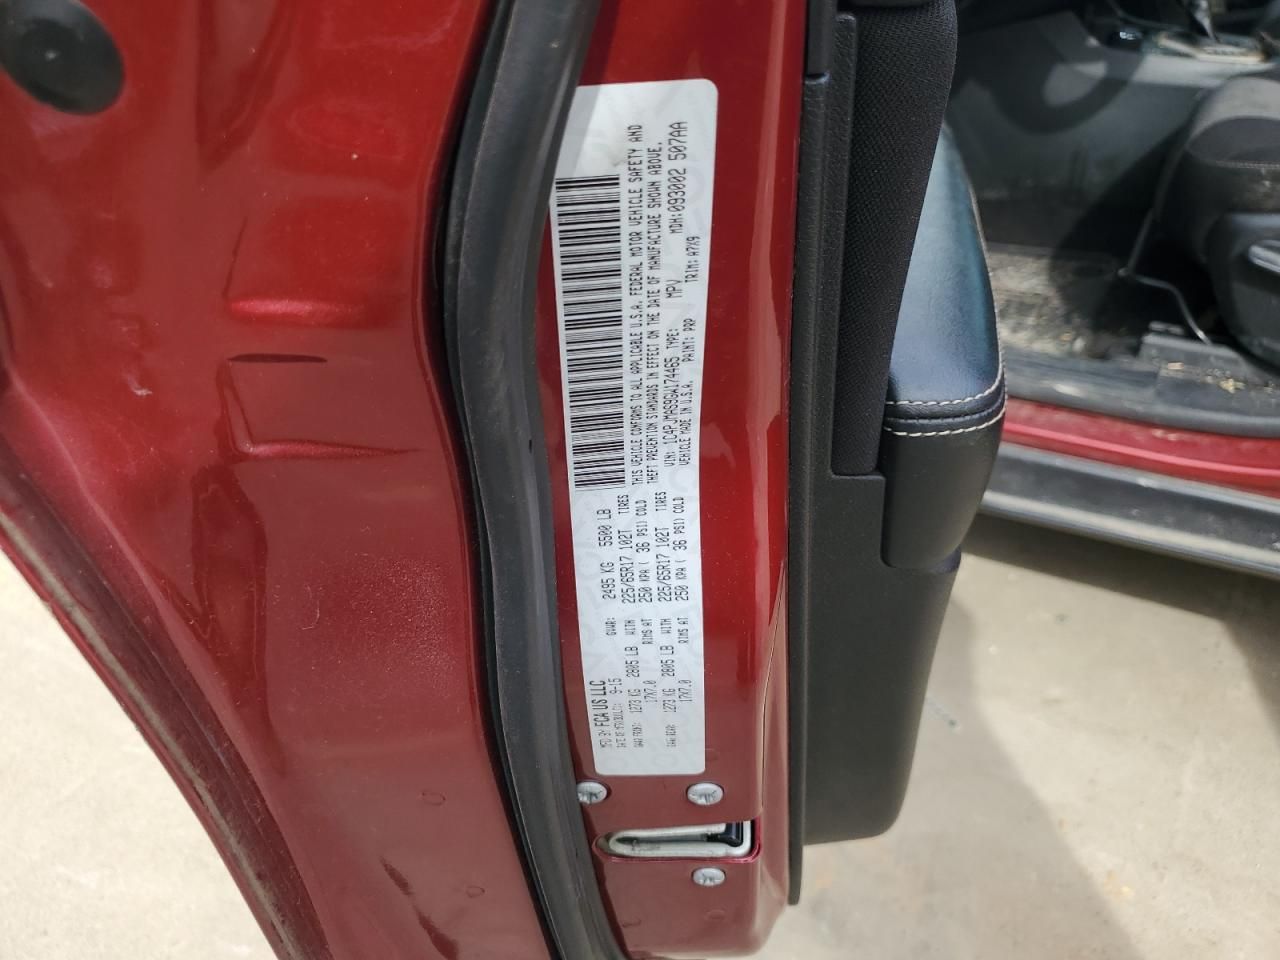 MFD BY: FCA US LLC
DATE OF MFR: 9-15 GVWR: 2495 KG 5500 LB
GAWR FRONT: 1273 KG 2805 LB WITH 225/65R17 102T TIRES
17X7.0 RIMS AT 250 KPA ( 36 PSI) COLD
GAWR REAR: 1273 KG 2805 LB WITH 225/65R17 102T TIRES
17X7.0 RIMS AT 250 KPA ( 36 PSI) COLD
THIS VEHICLE CONFORMS TO ALL APPLICABLE U.S.A. FEDERAL MOTOR VEHICLE SAFETY AND
THEFT PREVENTION STANDARDS IN EFFECT ON THE DATE OF MANUFACTURE SHOWN ABOVE.
VIN: 1C4PJMAS9GW174465 TYPE: MPV MDH:093002 507AA
VEHICLE MADE IN U.S.A. PAINT: PRP TRIM: A7X9